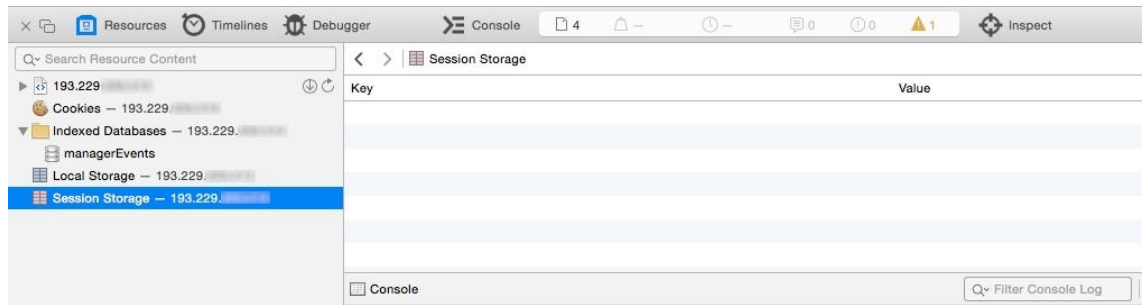 Resources Timelines Debugger Console 4 – – 0 0 1 Inspect
Search Resource Content
Session Storage
193.229
Key Value
Cookies — 193.229.
Indexed Databases — 193.229.
managerEvents
Local Storage — 193.229.
Session Storage — 193.229.
Console Filter Console Log